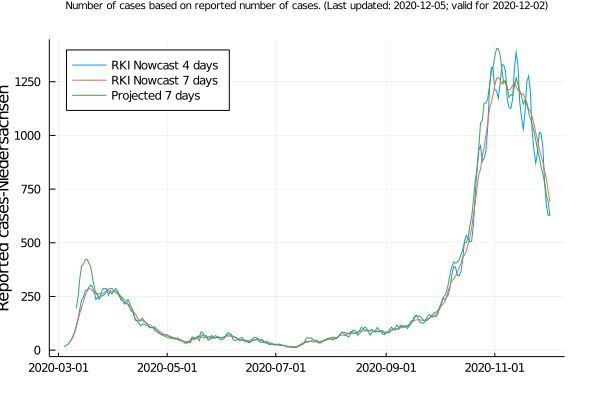 Number of cases based on reported number of cases. (Last updated: 2020-12-05; valid for 2020-12-02)
RKI Nowcast 4 days
RKI Nowcast 7 days
Projected 7 days
Reported cases-Niedersachsen
1250
1000
750
500
250
0
2020-03-01 2020-05-01 2020-07-01 2020-09-01 2020-11-01